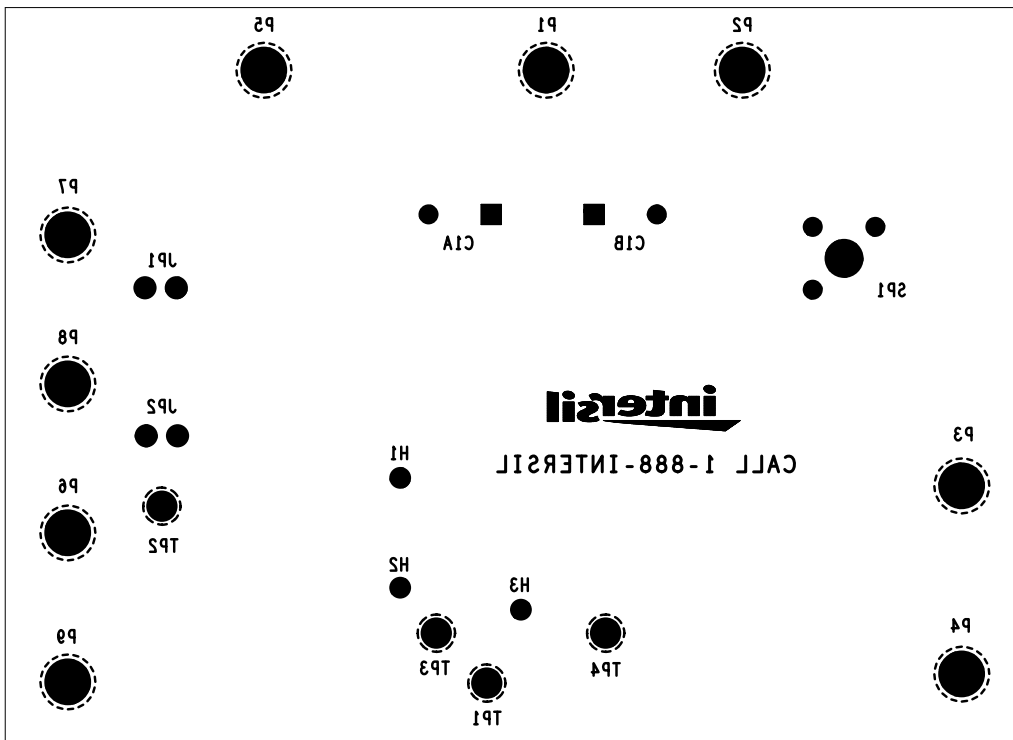 P5
P1
P2
P7
C1A
C1B
JP1
SP1
P8
intersil
JP2
P3
H1
CALL 1-888-INTERSIL
P6
TP2
H2
H3
P9
P4
TP3
TP4
TP1